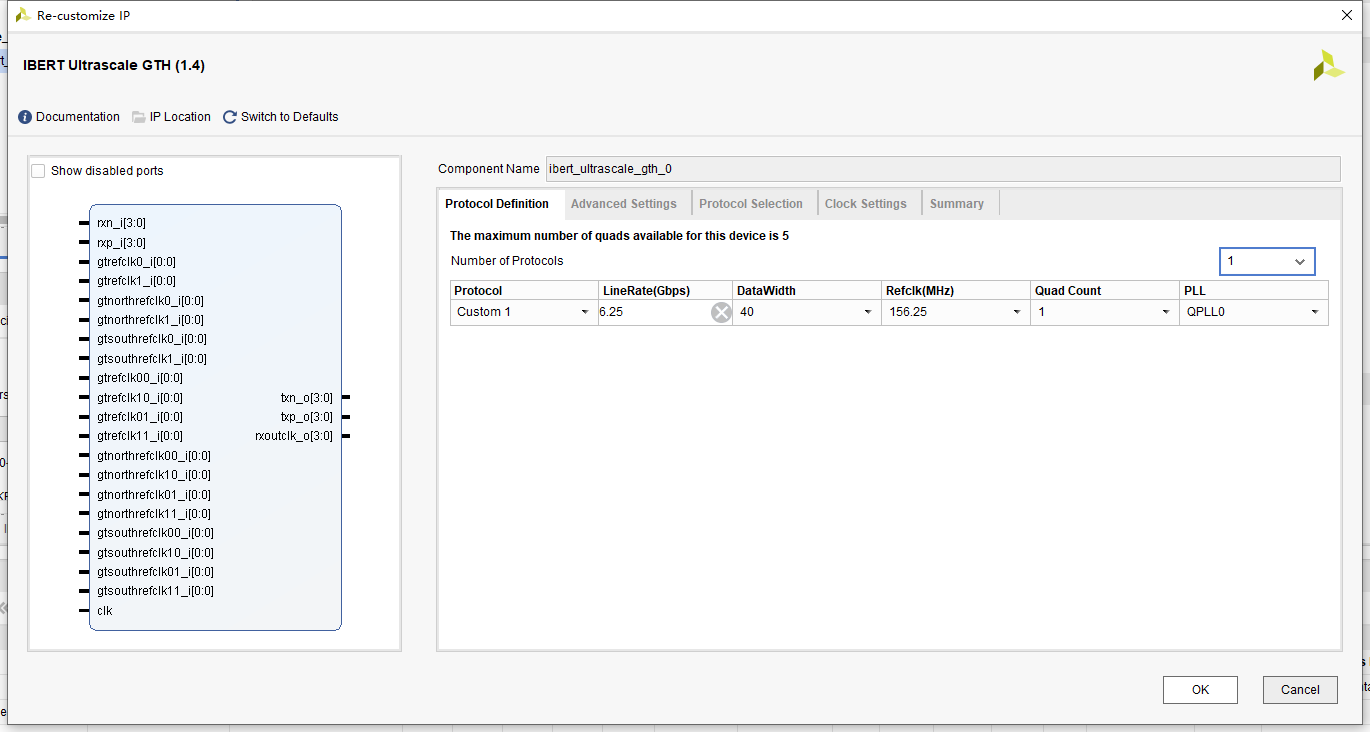 Re-customize IP
IBERT Ultrascale GTH (1.4)
Documentation IP Location Switch to Defaults
Show disabled ports
rxn_i[3:0]
rxp_i[3:0]
gtrefclk0_i[0:0]
gtrefclk1_i[0:0]
gtnorthrefclk0_i[0:0]
gtnorthrefclk1_i[0:0]
gtsouthrefclk0_i[0:0]
gtsouthrefclk1_i[0:0]
gtrefclk00_i[0:0]
gtrefclk10_i[0:0]
gtrefclk01_i[0:0]
gtrefclk11_i[0:0]
gtnorthrefclk00_i[0:0]
gtnorthrefclk10_i[0:0]
gtnorthrefclk01_i[0:0]
gtnorthrefclk11_i[0:0]
gtsouthrefclk00_i[0:0]
gtsouthrefclk10_i[0:0]
gtsouthrefclk01_i[0:0]
gtsouthrefclk11_i[0:0]
clk
txn_o[3:0]
txp_o[3:0]
rxoutclk_o[3:0]
Component Name ibert_ultrascale_gth_0
Protocol Definition Advanced Settings Protocol Selection Clock Settings Summary
The maximum number of quads available for this device is 5
Number of Protocols 1
Protocol LineRate(Gbps) DataWidth Refclk(MHz) Quad Count PLL
Custom 1 6.25 40 156.25 1 QPLL0
OK Cancel